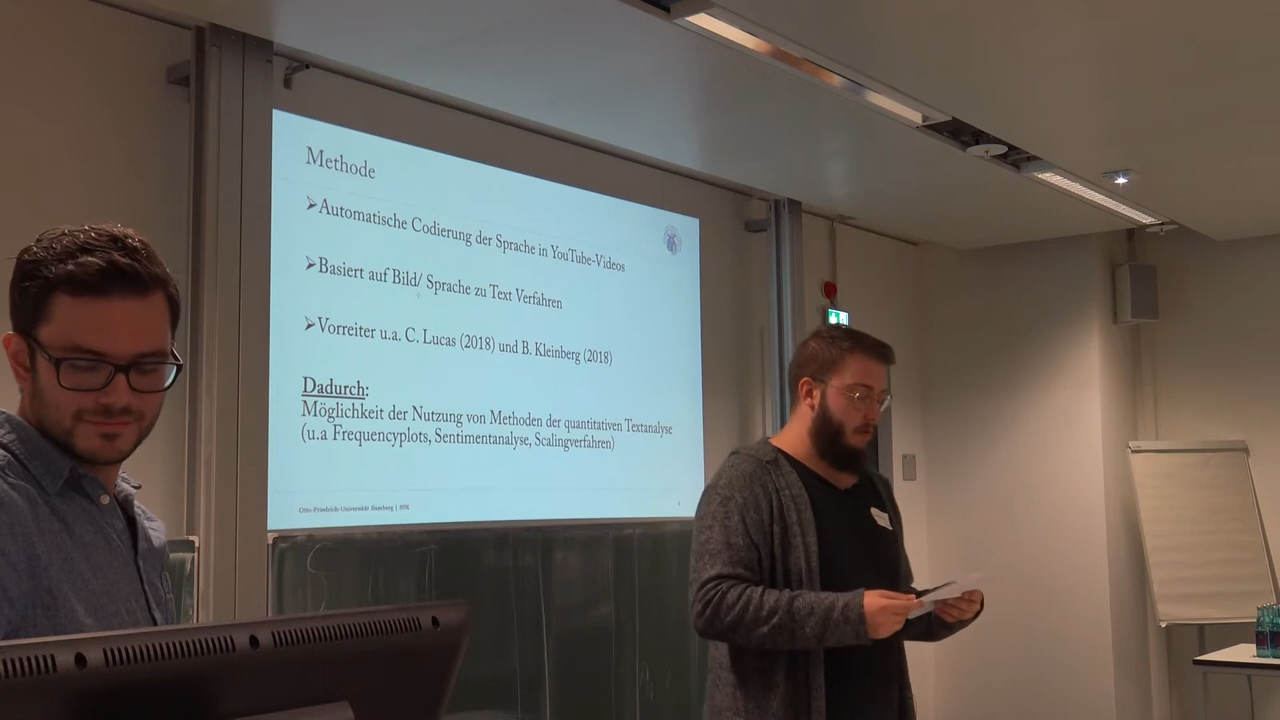 Methode
➢Automatische Codierung der Sprache in YouTube-Videos
➢Basiert auf Bild/ Sprache zu Text Verfahren
➢Vorreiter u.a. C. Lucas (2018) und B. Kleinberg (2018)
Dadurch:
Möglichkeit der Nutzung von Methoden der quantitativen Textanalyse
(u.a Frequencyplots, Sentimentanalyse, Scalingverfahren)
Otto-Friedrich-Universität Bamberg |